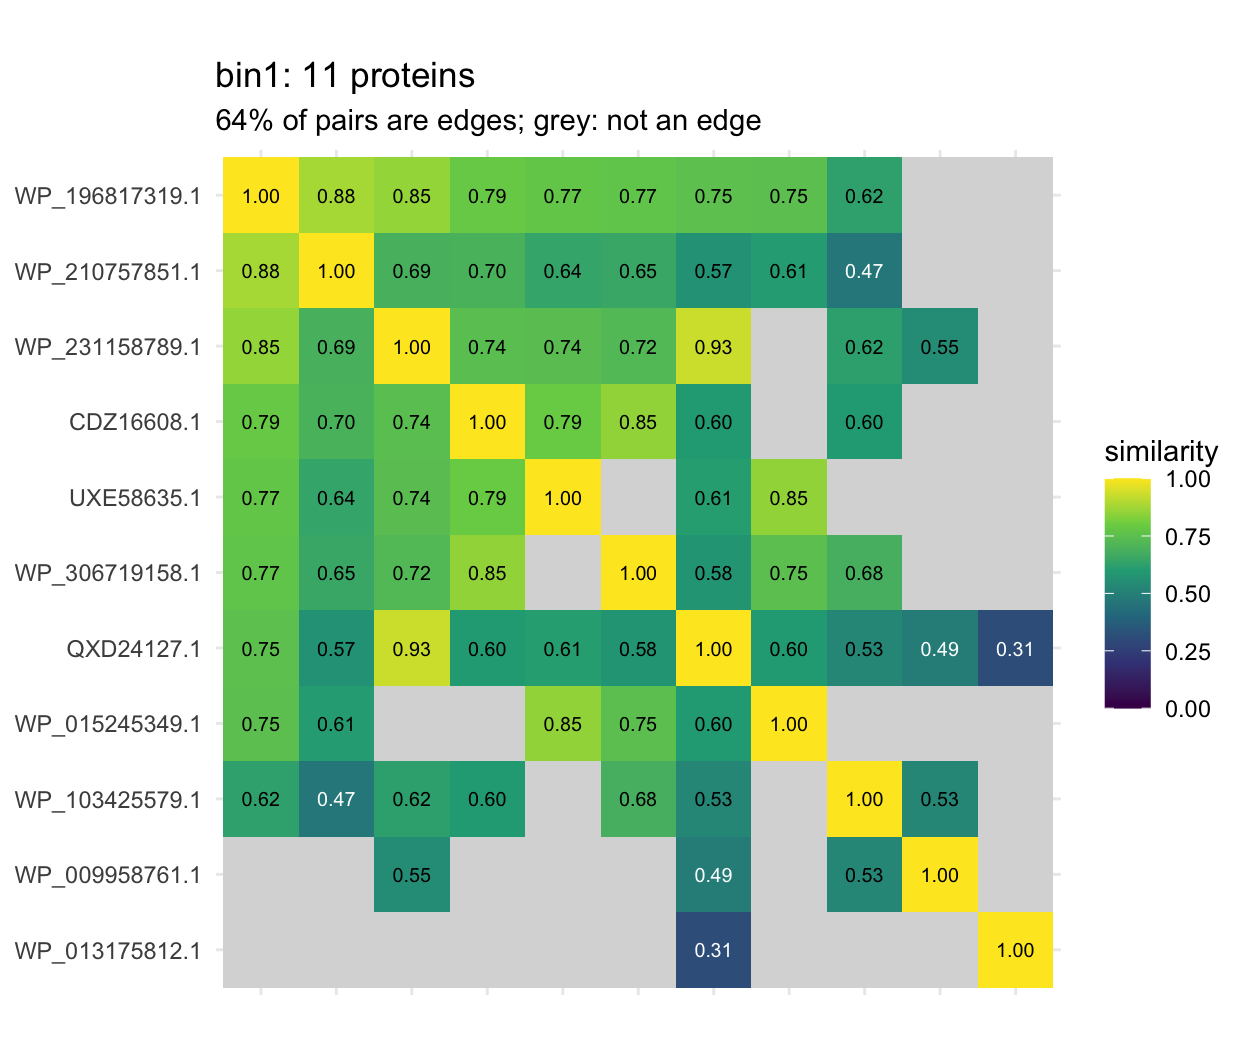 bin1: 11 proteins
64% of pairs are edges; grey: not an edge
WP_196817319.1 1.00 0.88 0.85 0.79 0.77 0.77 0.75 0.75 0.62
WP_210757851.1 0.88 1.00 0.69 0.70 0.64 0.65 0.57 0.61 0.47
WP_231158789.1 0.85 0.69 1.00 0.74 0.74 0.72 0.93 0.62 0.55
CDZ16608.1 0.79 0.70 0.74 1.00 0.79 0.85 0.60 0.60
UXE58635.1 0.77 0.64 0.74 0.79 1.00 0.61 0.85
WP_306719158.1 0.77 0.65 0.72 0.85 1.00 0.58 0.75 0.68
QXD24127.1 0.75 0.57 0.93 0.60 0.61 0.58 1.00 0.60 0.53 0.49 0.31
WP_015245349.1 0.75 0.61 0.85 0.75 0.60 1.00
WP_103425579.1 0.62 0.47 0.62 0.60 0.68 0.53 1.00 0.53
WP_009958761.1 0.55 0.49 0.53 1.00
WP_013175812.1 0.31 1.00
similarity
1.00
0.75
0.50
0.25
0.00